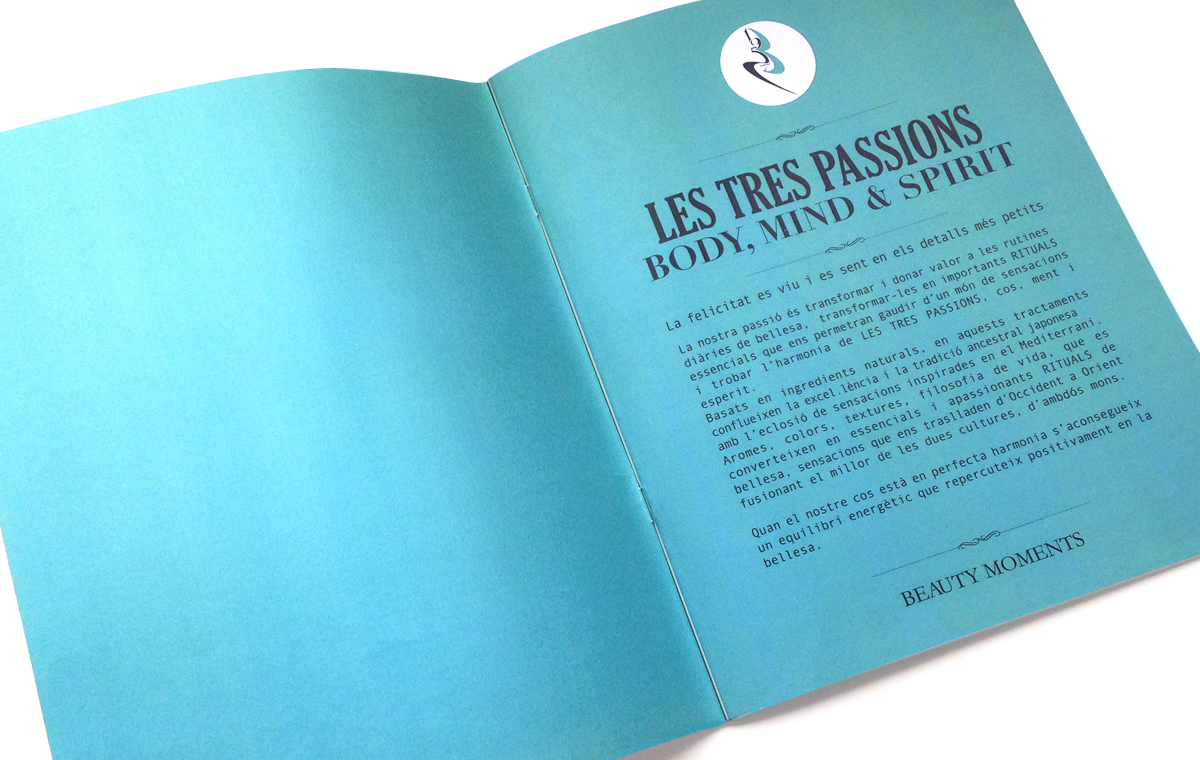 LES TRES PASSIONS
BODY, MIND & SPIRIT
La felicitat es viu i es sent en els detalls més petits
La nostra passió és transformar i donar valor a les rutines
diàries de bellesa, transformar-les en importants RITUALS
essencials que ens permetran gaudir d'un món de sensacions
i trobar l'harmonia de LES TRES PASSIONS, cos, ment i
esperit.
Basats en ingredients naturals, en aquests tractaments
conflueixen la excel.lència i la tradició ancestral japonesa
amb l'eclosió de sensacions inspirades en el Mediterrani.
Aromes, colors, textures, filosofia de vida, que es
converteixen en essencials i apassionants RITUALS de
bellesa, sensacions que ens traslladen d'Occident a Orient
fusionant el millor de les dues cultures, d'ambdós mons.
Quan el nostre cos està en perfecta harmonia s'aconsegueix
un equilibri energètic que repercuteix positivament en la
bellesa.
BEAUTY MOMENTS